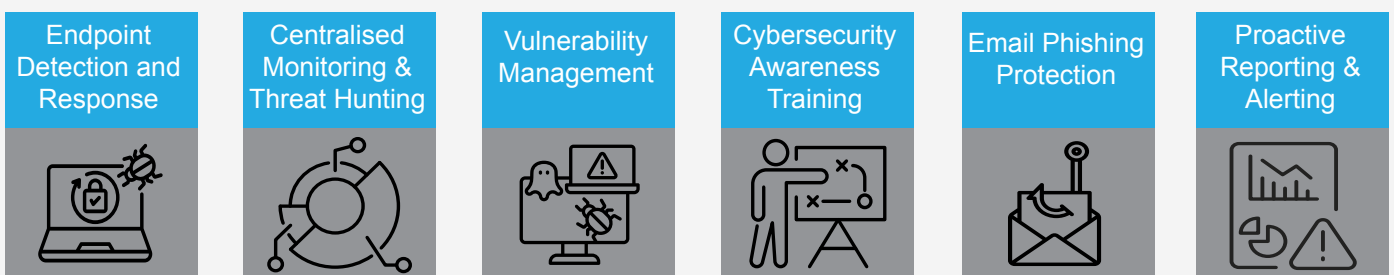 Endpoint
Detection and
Response
Centralised
Monitoring &
Threat Hunting
Vulnerability
Management
Cybersecurity
Awareness
Training
Email Phishing
Protection
Proactive
Reporting &
Alerting